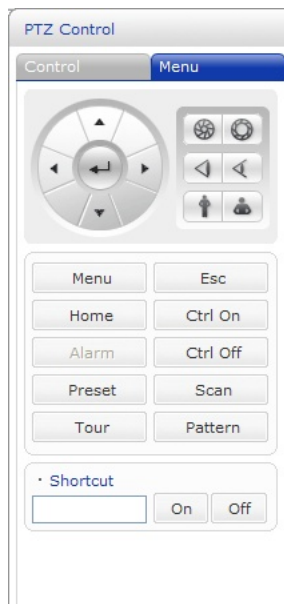 PTZ Control
Control Menu
Menu Esc
Home Ctrl On
Alarm Ctrl Off
Preset Scan
Tour Pattern
· Shortcut
On Off